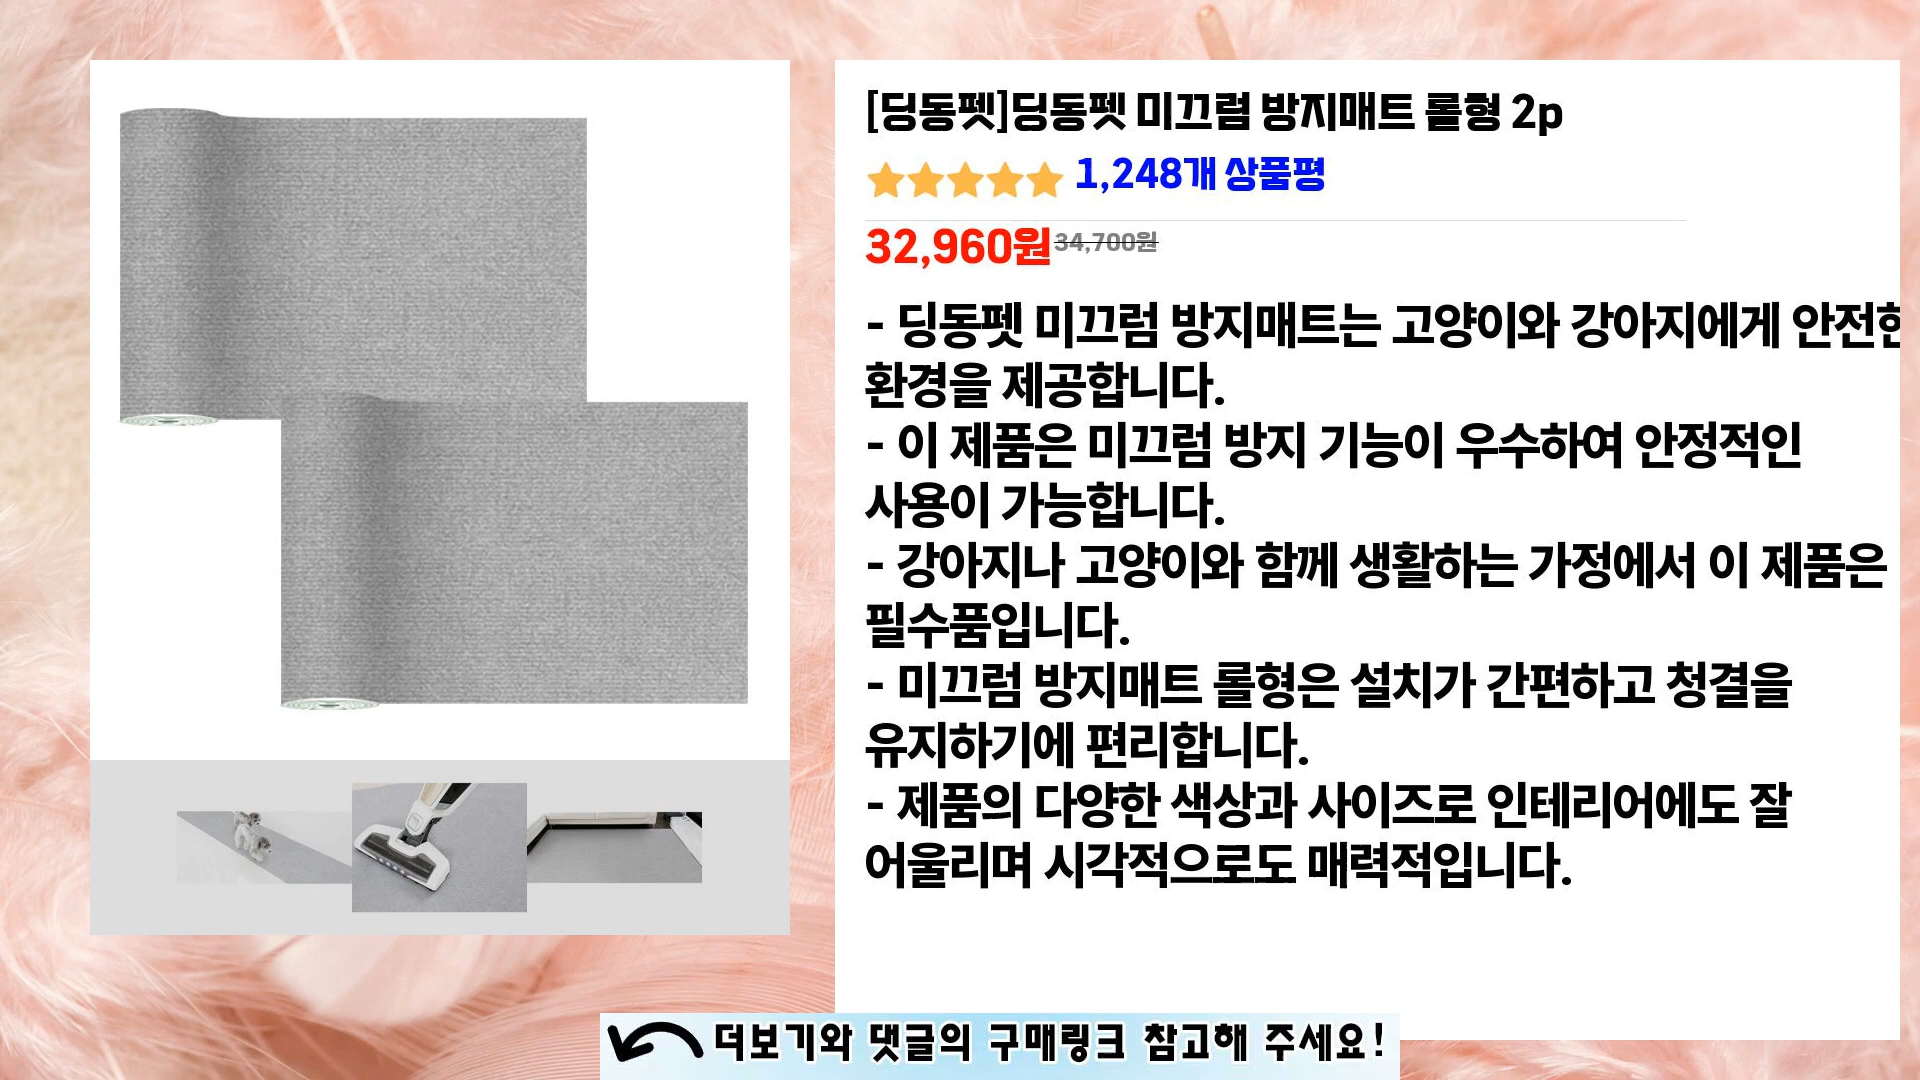 [딩동펫]딩동펫 미끄럼 방지매트 롤형 2p
1,248개 상품평
32,960원 34,700원
- 딩동펫 미끄럼 방지매트는 고양이와 강아지에게 안전한
환경을 제공합니다.
- 이 제품은 미끄럼 방지 기능이 우수하여 안정적인
사용이 가능합니다.
- 강아지나 고양이와 함께 생활하는 가정에서 이 제품은
필수품입니다.
- 미끄럼 방지매트 롤형은 설치가 간편하고 청결을
유지하기에 편리합니다.
- 제품의 다양한 색상과 사이즈로 인테리어에도 잘
어울리며 시각적으로도 매력적입니다.
더보기와 댓글의 구매링크 참고해 주세요!